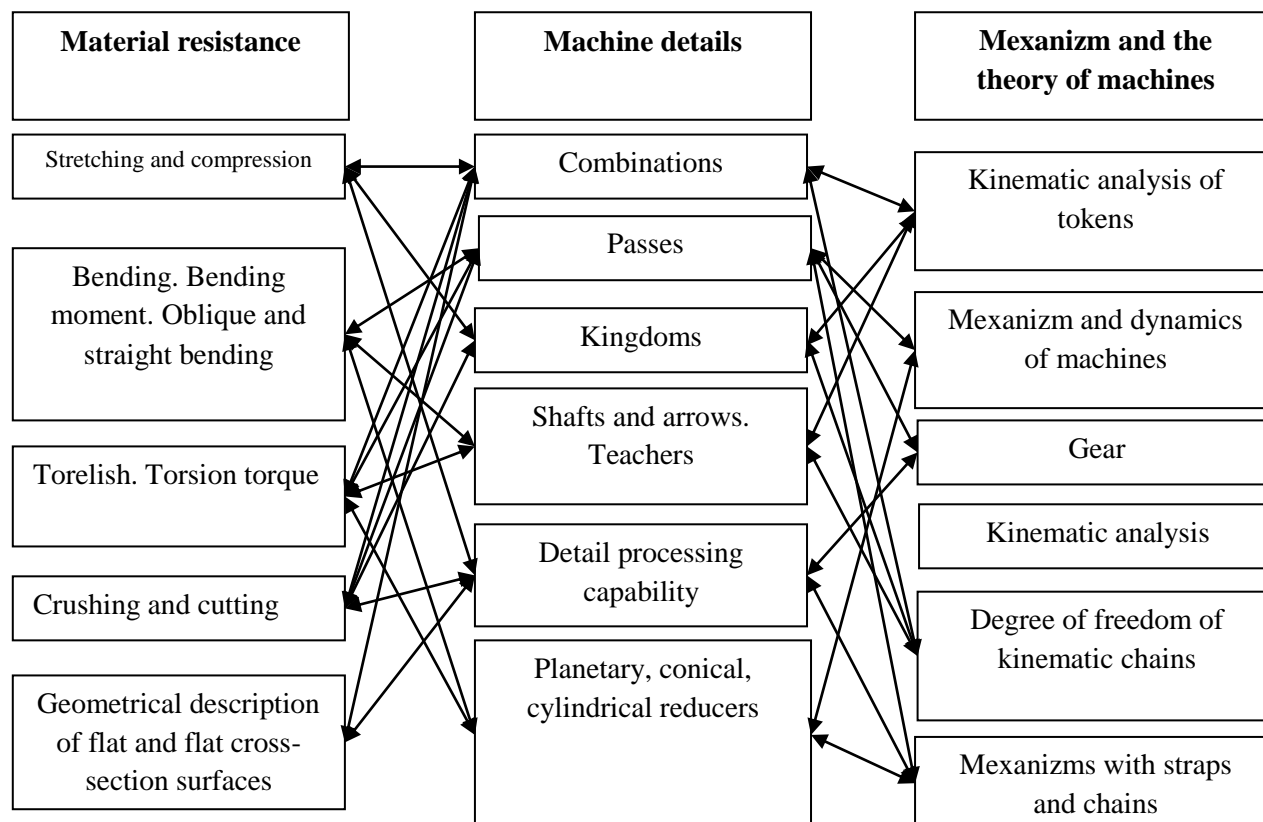 Material resistance
Stretching and compression
Bending. Bending
moment. Oblique and
straight bending
Torelish. Torsion torque
Crushing and cutting
Geometrical description
of flat and flat cross-
section surfaces
Machine details
Combinations
Passes
Kingdoms
Shafts and arrows.
Teachers
Detail processing
capability
Planetary, conical,
cylindrical reducers
Mexanizm and the
theory of machines
Kinematic analysis of
tokens
Mexanizm and dynamics
of machines
Gear
Kinematic analysis
Degree of freedom of
kinematic chains
Mexanizms with straps
and chains